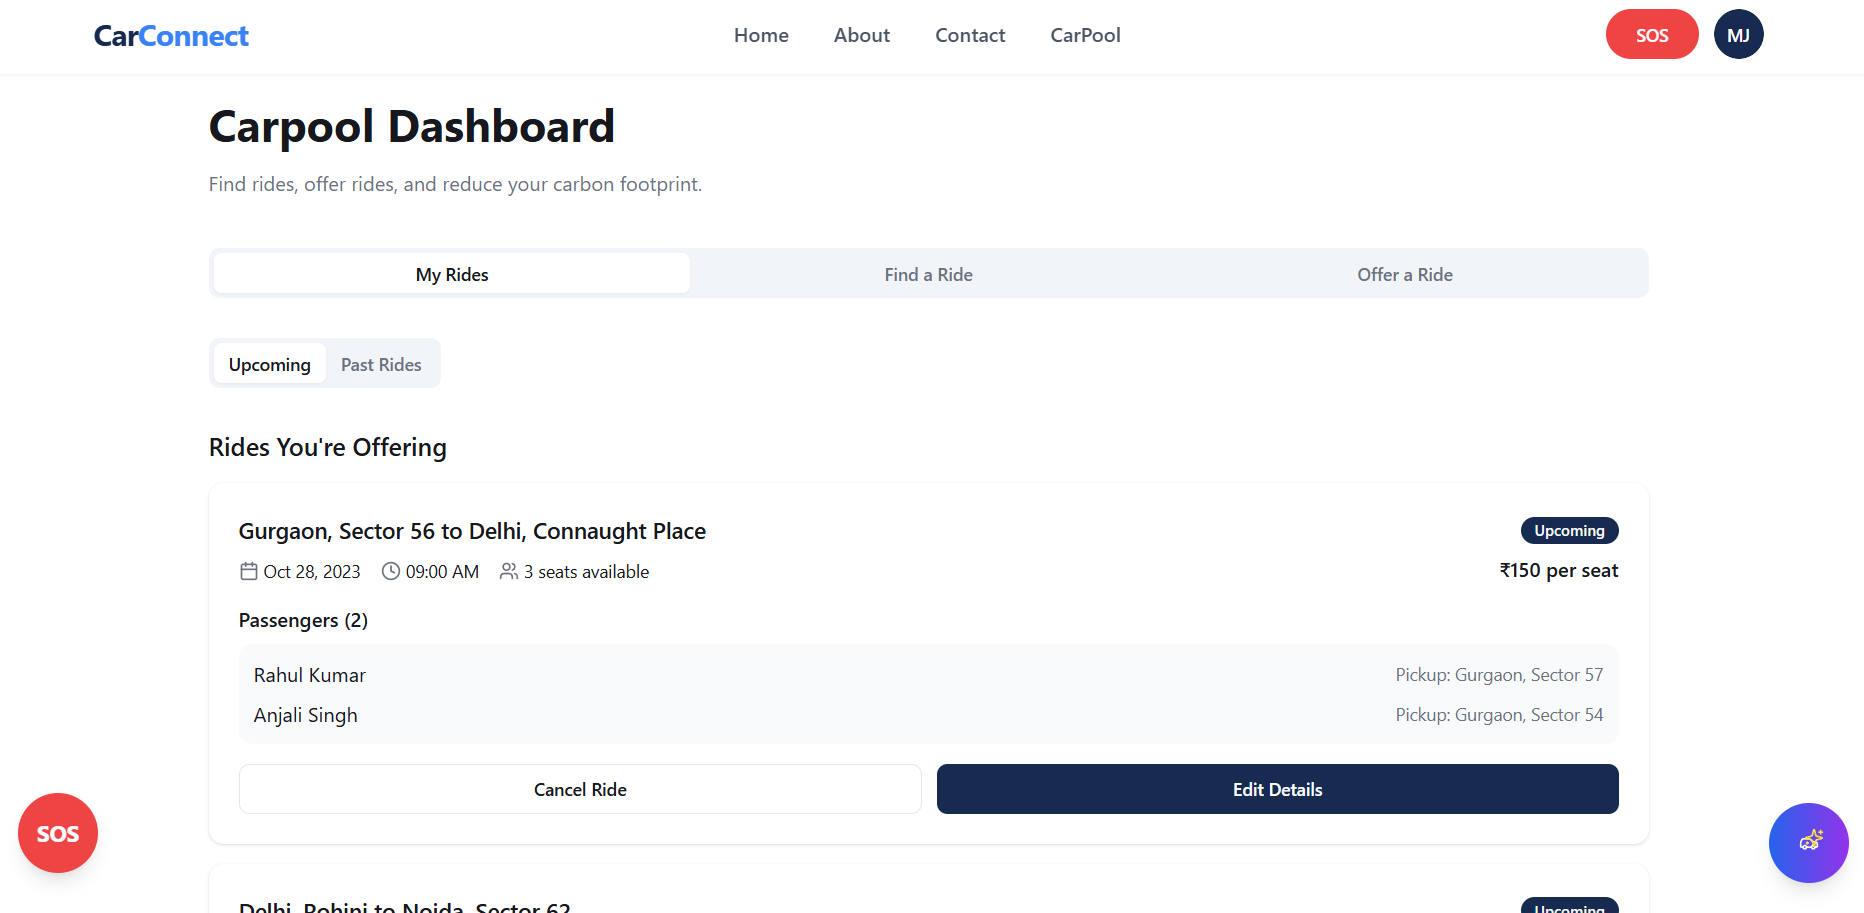 CarConnect
Home About Contact CarPool
SOS
MJ
Carpool Dashboard
Find rides, offer rides, and reduce your carbon footprint.
My Rides Find a Ride Offer a Ride
Upcoming Past Rides
Rides You're Offering
Gurgaon, Sector 56 to Delhi, Connaught Place
Upcoming
Oct 28, 2023 09:00 AM 3 seats available
₹150 per seat
Passengers (2)
Rahul Kumar Pickup: Gurgaon, Sector 57
Anjali Singh Pickup: Gurgaon, Sector 54
Cancel Ride Edit Details
SOS
Delhi, Rohini to Noida, Sector 62
Upcoming